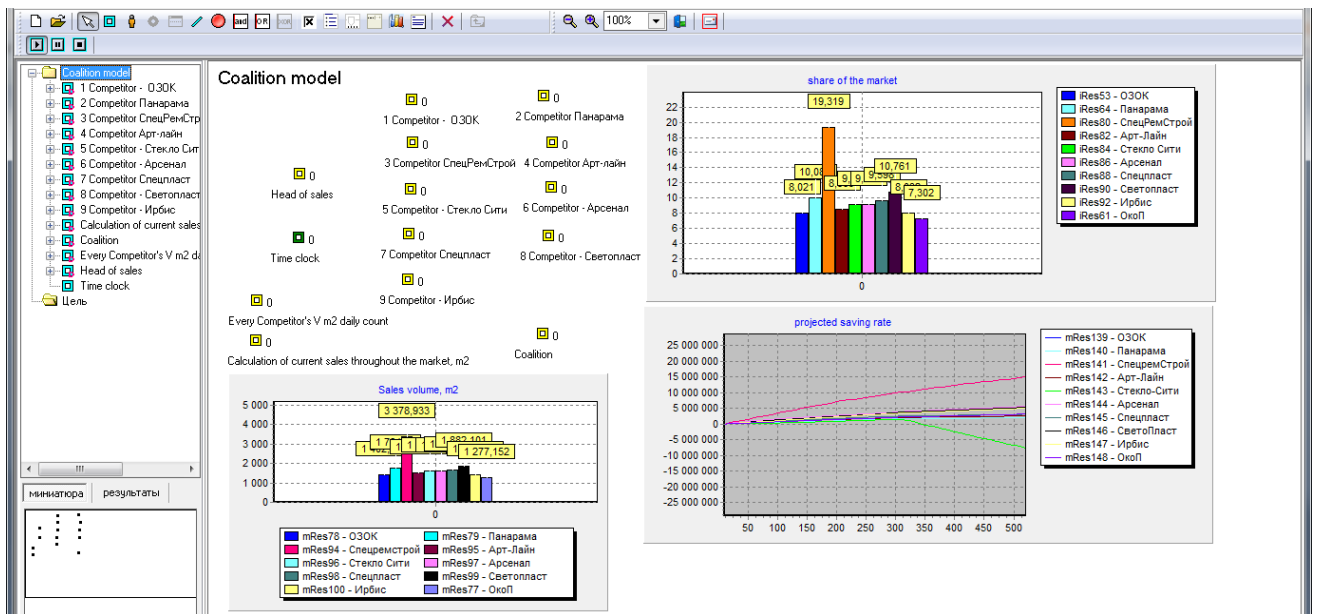 and
OR
XOR
100%
Coalition model
1 Competitor - ОЗОК
2 Competitor Панарама
3 Competitor СпецРемСтр
4 Competitor Арт-лайн
5 Competitor - Стекло Сит
6 Competitor - Арсенал
7 Competitor Спецпласт
8 Competitor - Светопласт
9 Competitor - Ирбис
Calculation of current sales
Coalition
Every Competitor's V m2 da
Head of sales
Time clock
Цель
миниатюра
результаты
Coalition model
0
1 Competitor - ОЗОК
0
2 Competitor Панарама
0
3 Competitor СпецРемСтрой
0
4 Competitor Арт-лайн
0
Head of sales
0
5 Competitor - Стекло Сити
0
6 Competitor - Арсенал
0
Time clock
0
7 Competitor Спецпласт
0
8 Competitor - Светопласт
0
9 Competitor - Ирбис
0
Every Competitor's V m2 daily count
0
Calculation of current sales throughout the market, m2
0
Coalition
Sales volume, m2
5 000
4 000
3 000
2 000
1 000
0
3 378,933
1 277,152
0
mRes78 - ОЗОК
mRes79 - Панарама
mRes94 - Спецремстрой
mRes95 - Арт-Лайн
mRes96 - Стекло Сити
mRes97 - Арсенал
mRes98 - Спецпласт
mRes99 - Светопласт
mRes100 - Ирбис
mRes77 - ОкоП
share of the market
22
20
18
16
14
12
10
8
6
4
2
0
19,319
8,021
10,761
7,302
0
iRes53 - ОЗОК
iRes64 - Панарама
iRes80 - СпецРемСтрой
iRes82 - Арт-Лайн
iRes84 - Стекло Сити
iRes86 - Арсенал
iRes88 - Спецпласт
iRes90 - Светопласт
iRes92 - Ирбис
iRes61 - ОкоП
projected saving rate
25 000 000
20 000 000
15 000 000
10 000 000
5 000 000
0
-5 000 000
-10 000 000
-15 000 000
-20 000 000
-25 000 000
50 100 150 200 250 300 350 400 450 500
mRes139 - ОЗОК
mRes140 - Панарама
mRes141 - СпецремСтрой
mRes142 - Арт-Лайн
mRes143 - Стекло-Сити
mRes144 - Арсенал
mRes145 - Спецпласт
mRes146 - СветоПласт
mRes147 - Ирбис
mRes148 - ОкоП